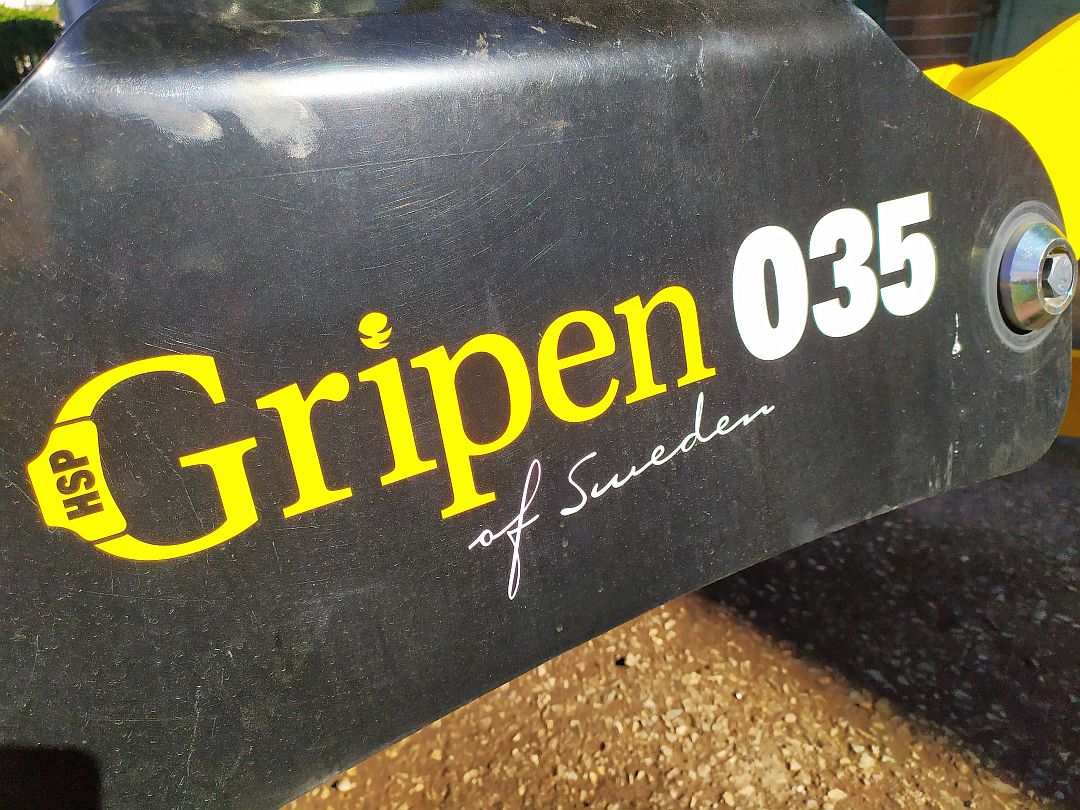 HSP
Gripen 035
of Sweden